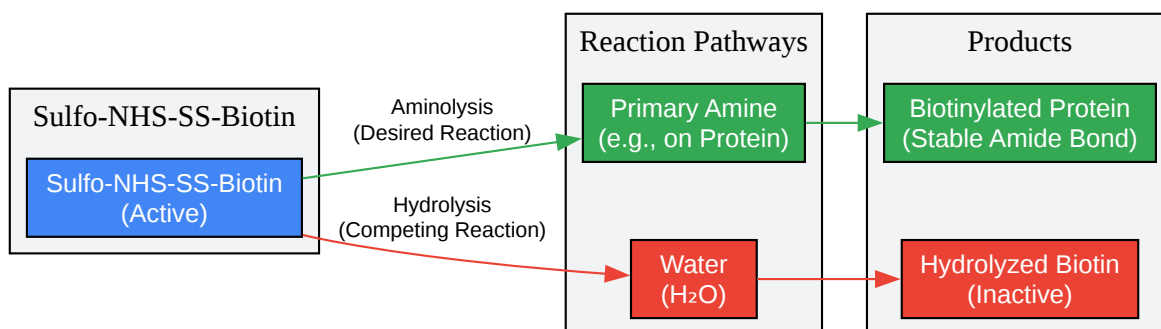 Sulfo-NHS-SS-Biotin
Sulfo-NHS-SS-Biotin
(Active)
Aminolysis
(Desired Reaction)
Hydrolysis
(Competing Reaction)
Reaction Pathways
Primary Amine
(e.g., on Protein)
Water
(H₂O)
Products
Biotinylated Protein
(Stable Amide Bond)
Hydrolyzed Biotin
(Inactive)